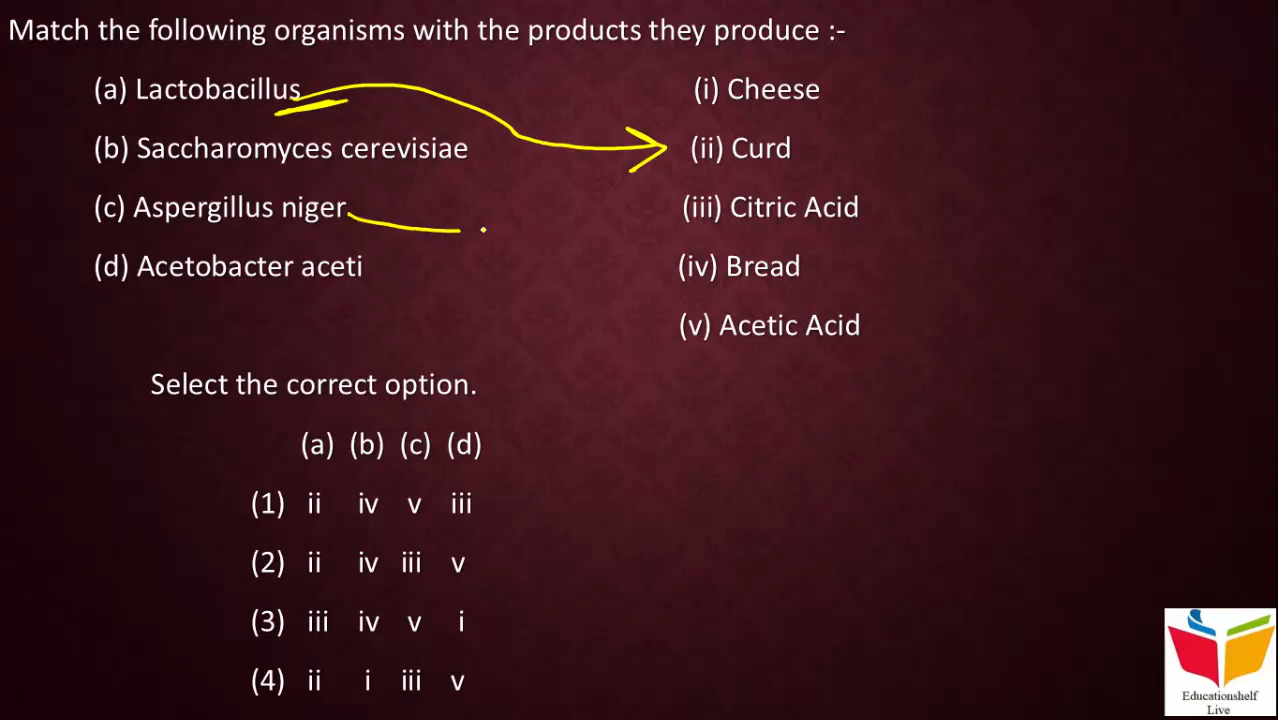 Match the following organisms with the products they produce :-
(a) Lactobacillus (i) Cheese
(b) Saccharomyces cerevisiae (ii) Curd
(c) Aspergillus niger (iii) Citric Acid
(d) Acetobacter aceti (iv) Bread
(v) Acetic Acid
Select the correct option.
(a) (b) (c) (d)
(1) ii iv v iii
(2) ii iv iii v
(3) iii iv v i
(4) ii i iii v
Educationshelf
Live